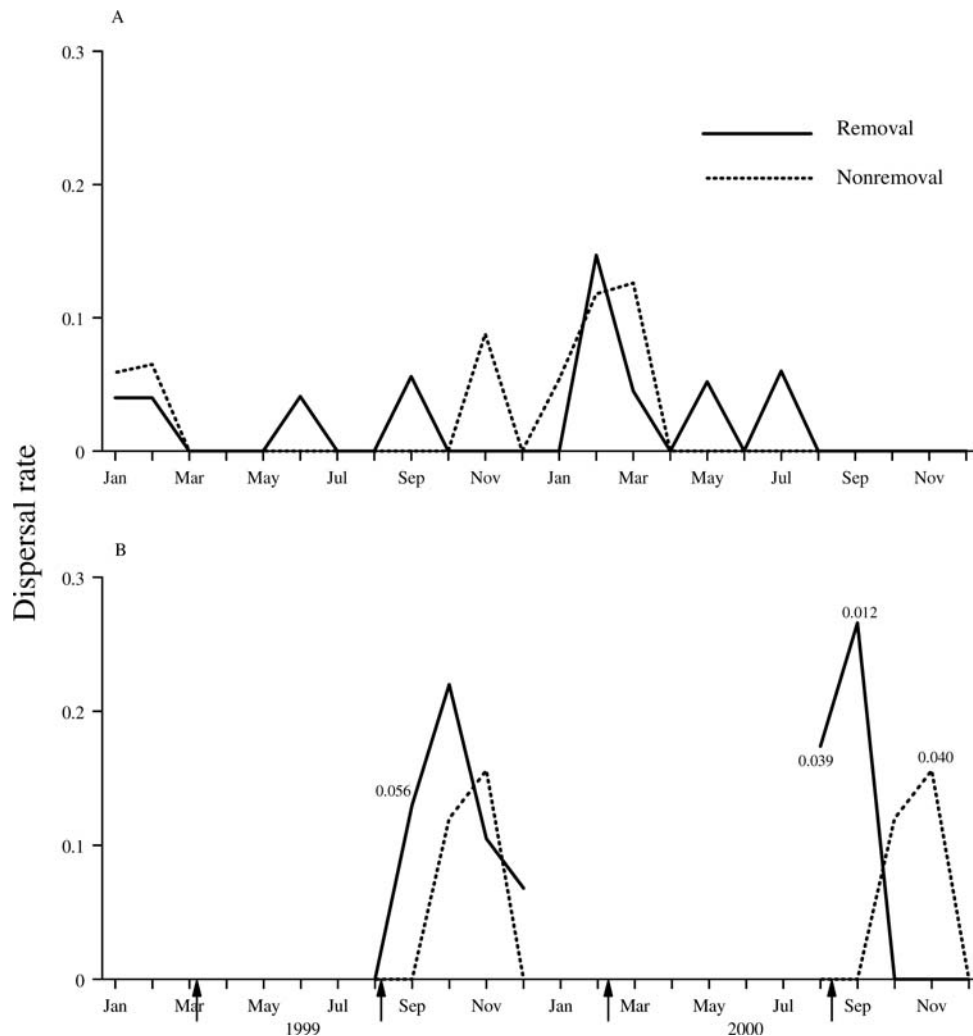 A
0.3
Removal
Nonremoval
0.2
0.1
0
Jan Mar May Jul Sep Nov Jan Mar May Jul Sep Nov
Dispersal rate
B
0.3
0.012
0.2
0.039
0.040
0.056
0.1
0
Jan Mar May Jul Sep Nov Jan Mar May Jul Sep Nov
1999 2000